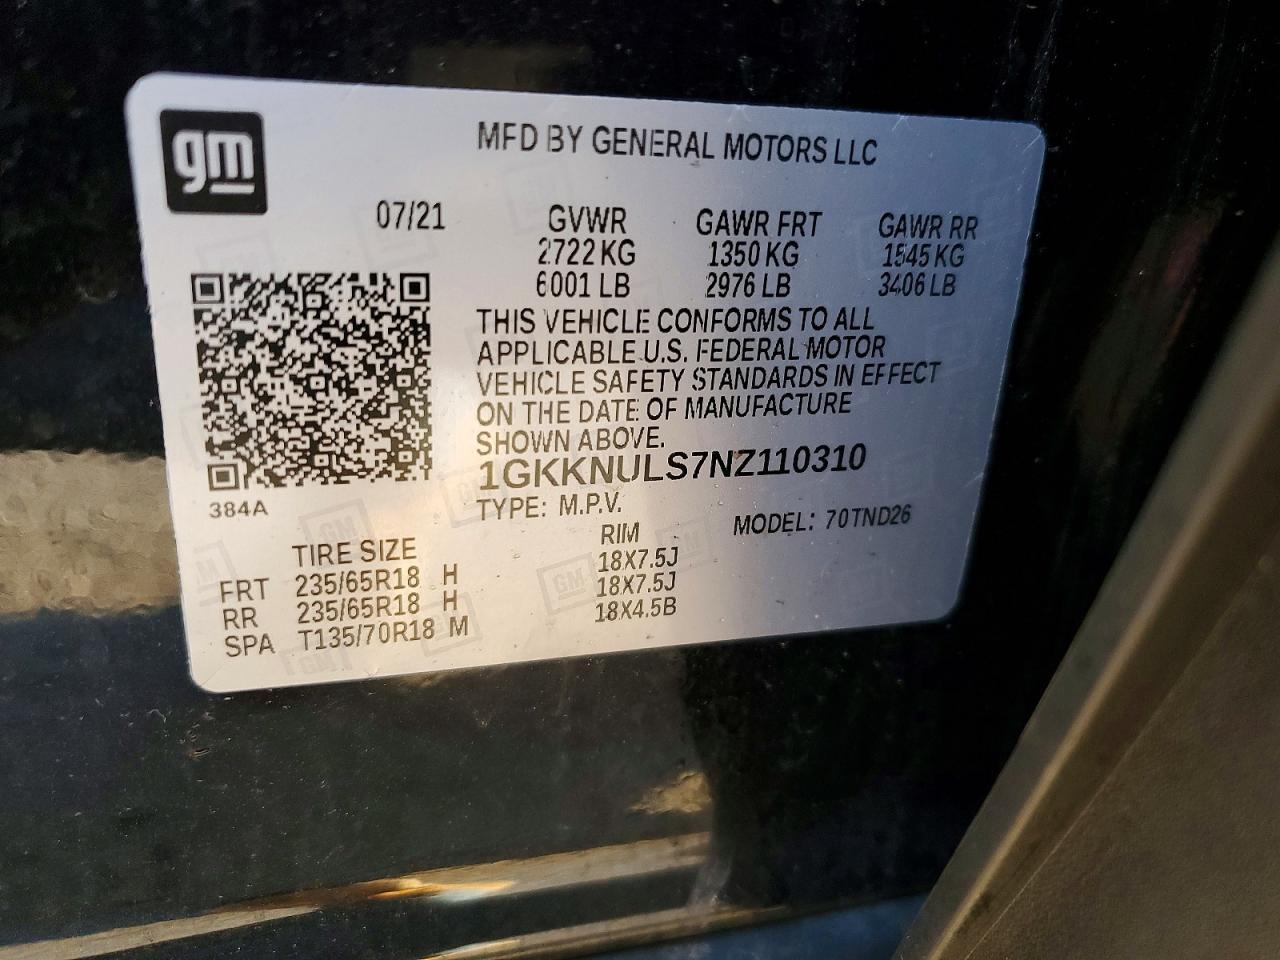 gm
MFD BY GENERAL MOTORS LLC
07/21 GVWR GAWR FRT GAWR RR
2722 KG 1350 KG 1545 KG
6001 LB 2976 LB 3406 LB
THIS VEHICLE CONFORMS TO ALL
APPLICABLE U.S. FEDERAL MOTOR
VEHICLE SAFETY STANDARDS IN EFFECT
ON THE DATE OF MANUFACTURE
SHOWN ABOVE.
1GKKNULS7NZ110310
384A
TYPE: M.P.V. MODEL: 70TND26
TIRE SIZE RIM
FRT 235/65R18 H 18X7.5J
RR 235/65R18 H 18X7.5J
SPA T135/70R18 M 18X4.5B